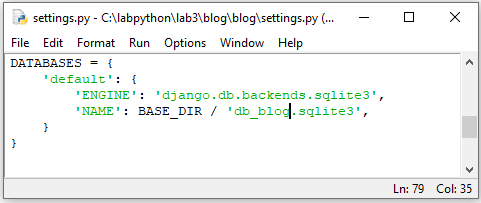 settings.py - C:\labpython\lab3\blog\blog\settings.py (...
File Edit Format Run Options Window Help
DATABASES = {
    'default': {
        'ENGINE': 'django.db.backends.sqlite3',
        'NAME': BASE_DIR / 'db_blog.sqlite3',
    }
}
Ln: 79 Col: 35